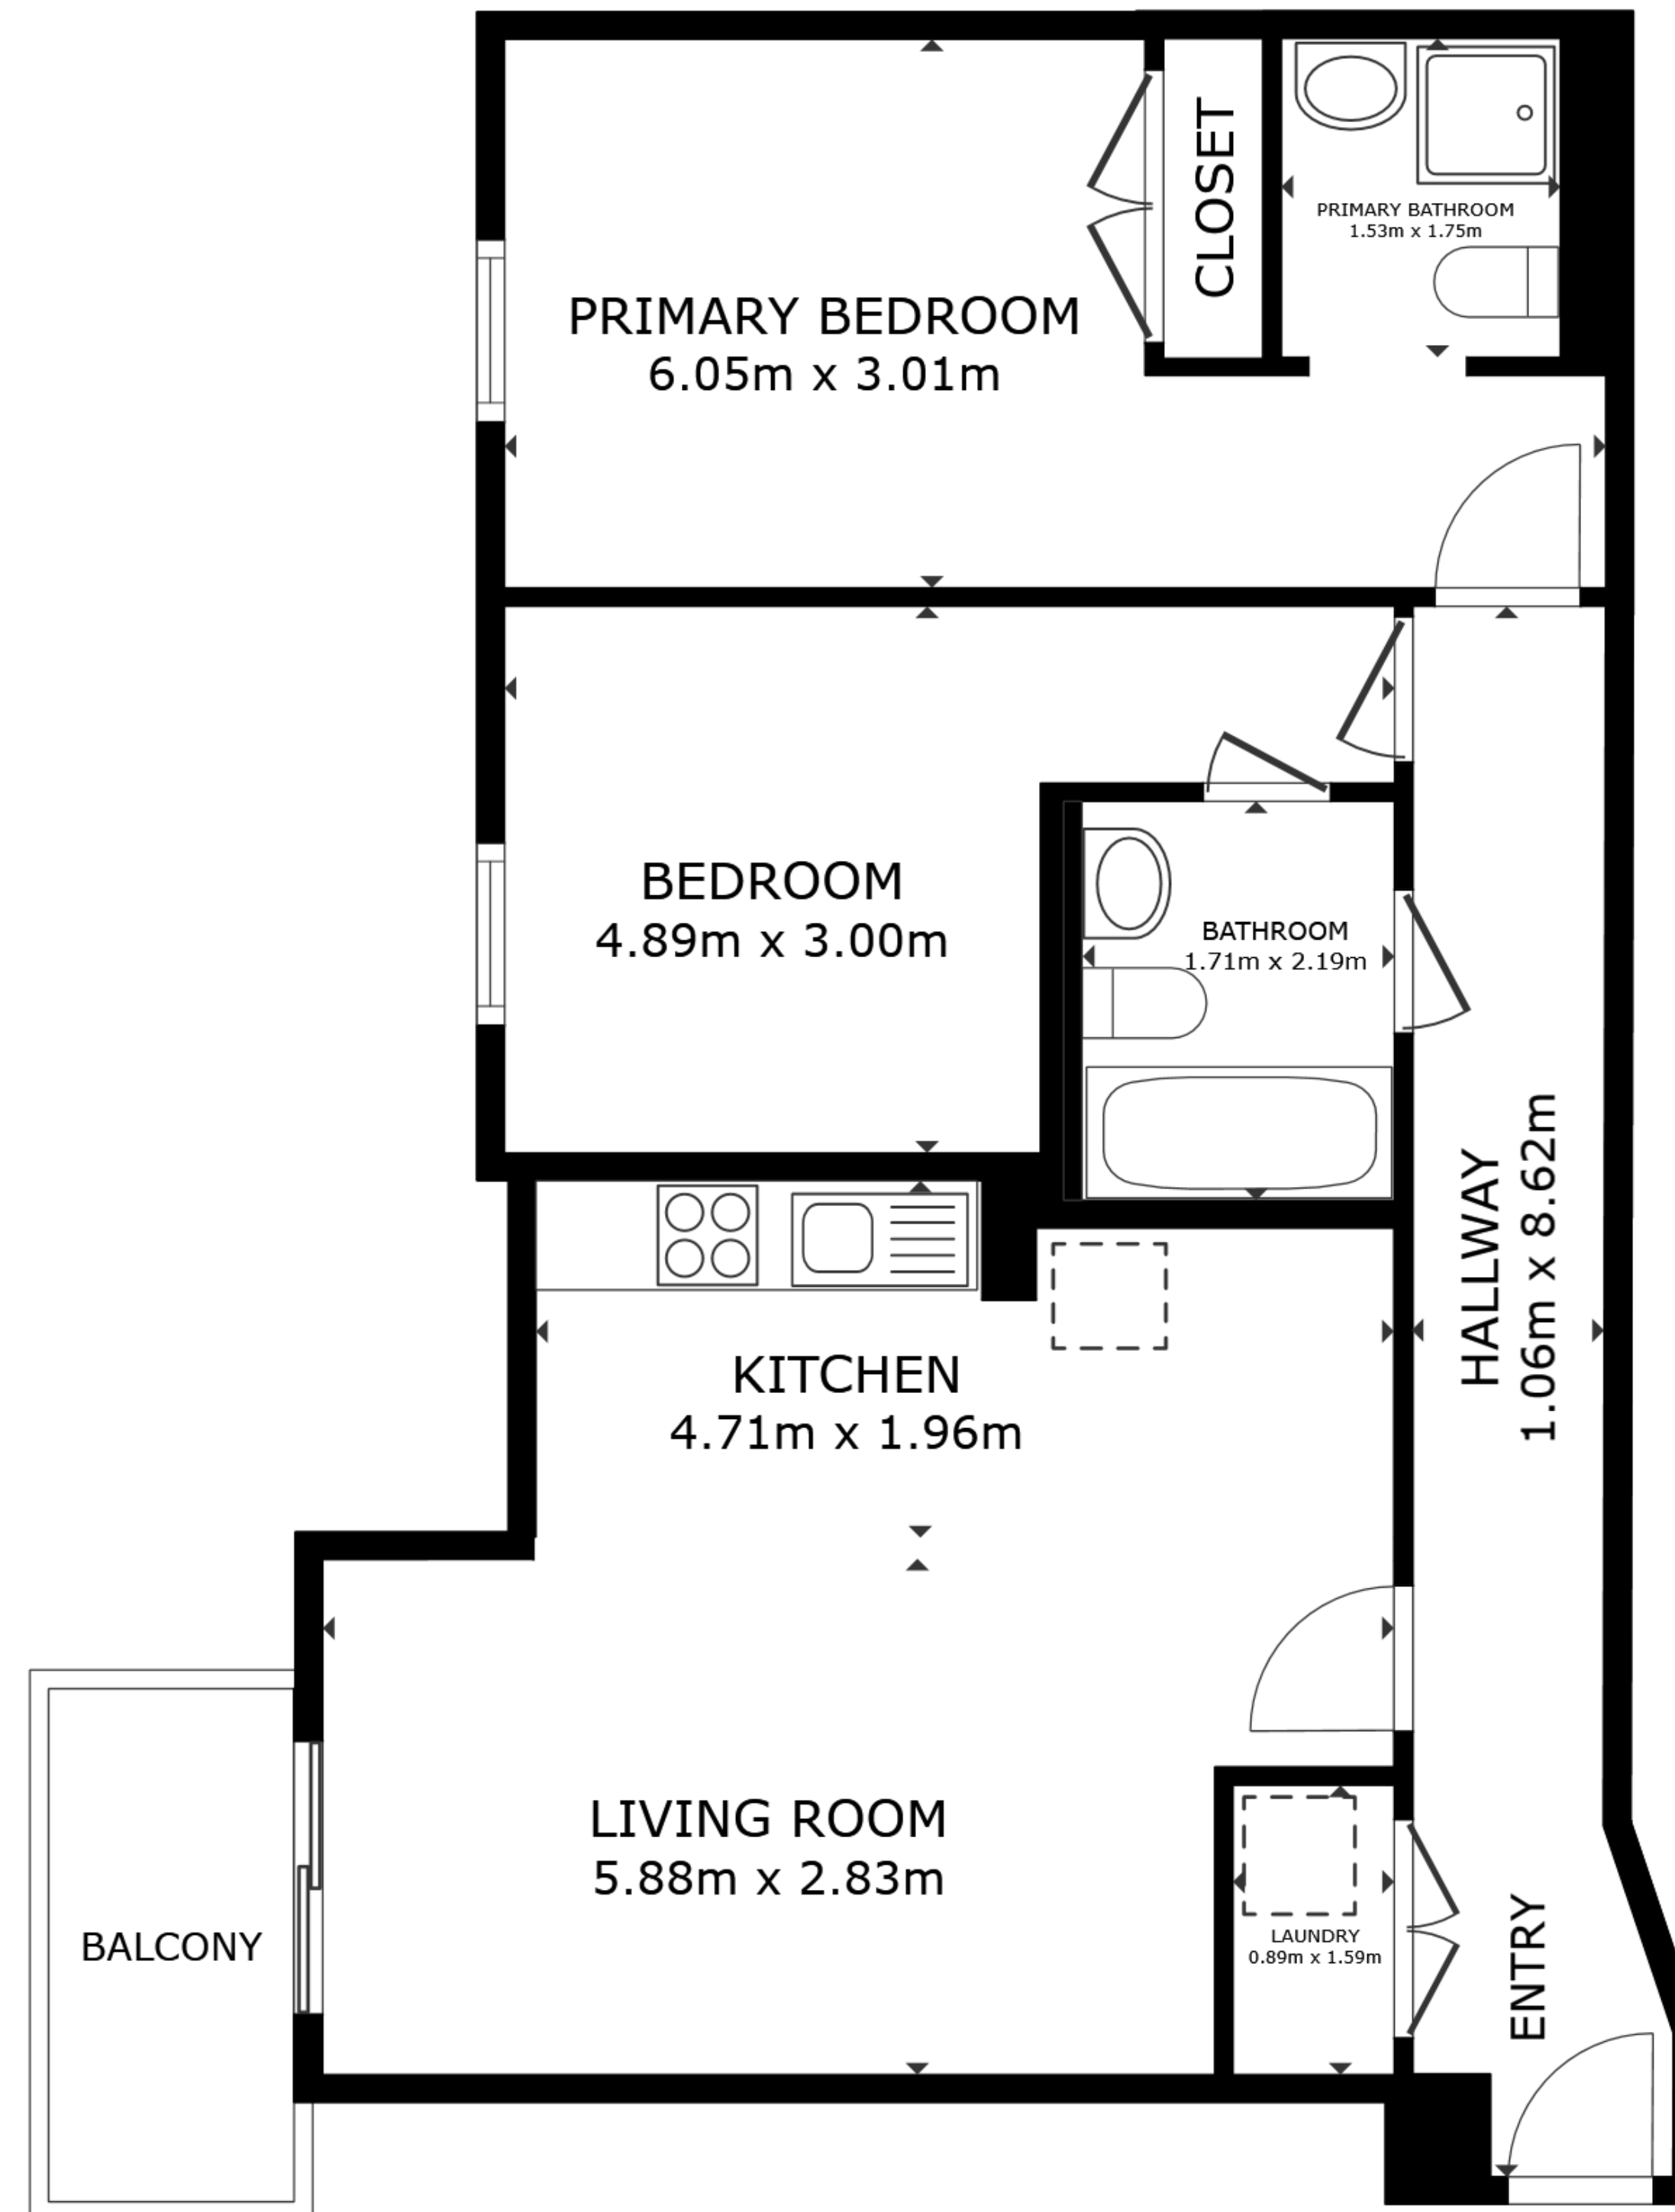 CLOSET
PRIMARY BATHROOM
1.53m x 1.75m
PRIMARY BEDROOM
6.05m x 3.01m
BEDROOM
4.89m x 3.00m
BATHROOM
1.71m x 2.19m
HALLWAY
1.06m x 8.62m
KITCHEN
4.71m x 1.96m
LIVING ROOM
5.88m x 2.83m
BALCONY
LAUNDRY
0.89m x 1.59m
ENTRY